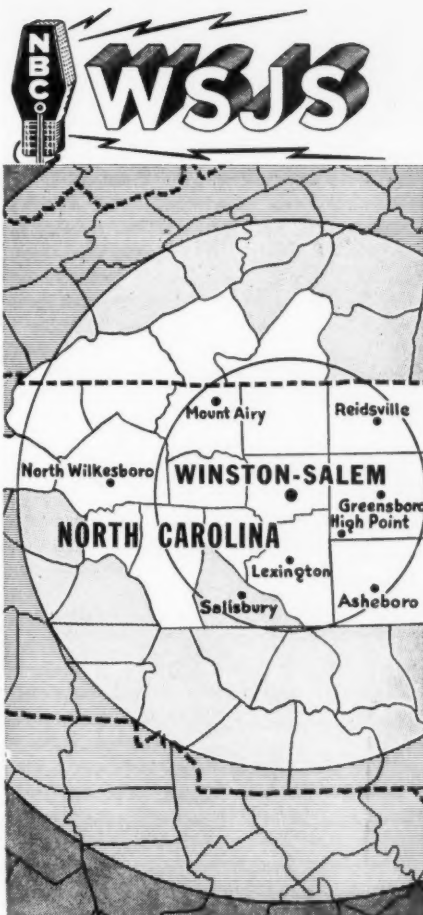 NBC
WSJS
Mount Airy
Reidsville
North Wilkesboro
WINSTON-SALEM
Greensboro
High Point
NORTH CAROLINA
Lexington
Salisbury
Asheboro